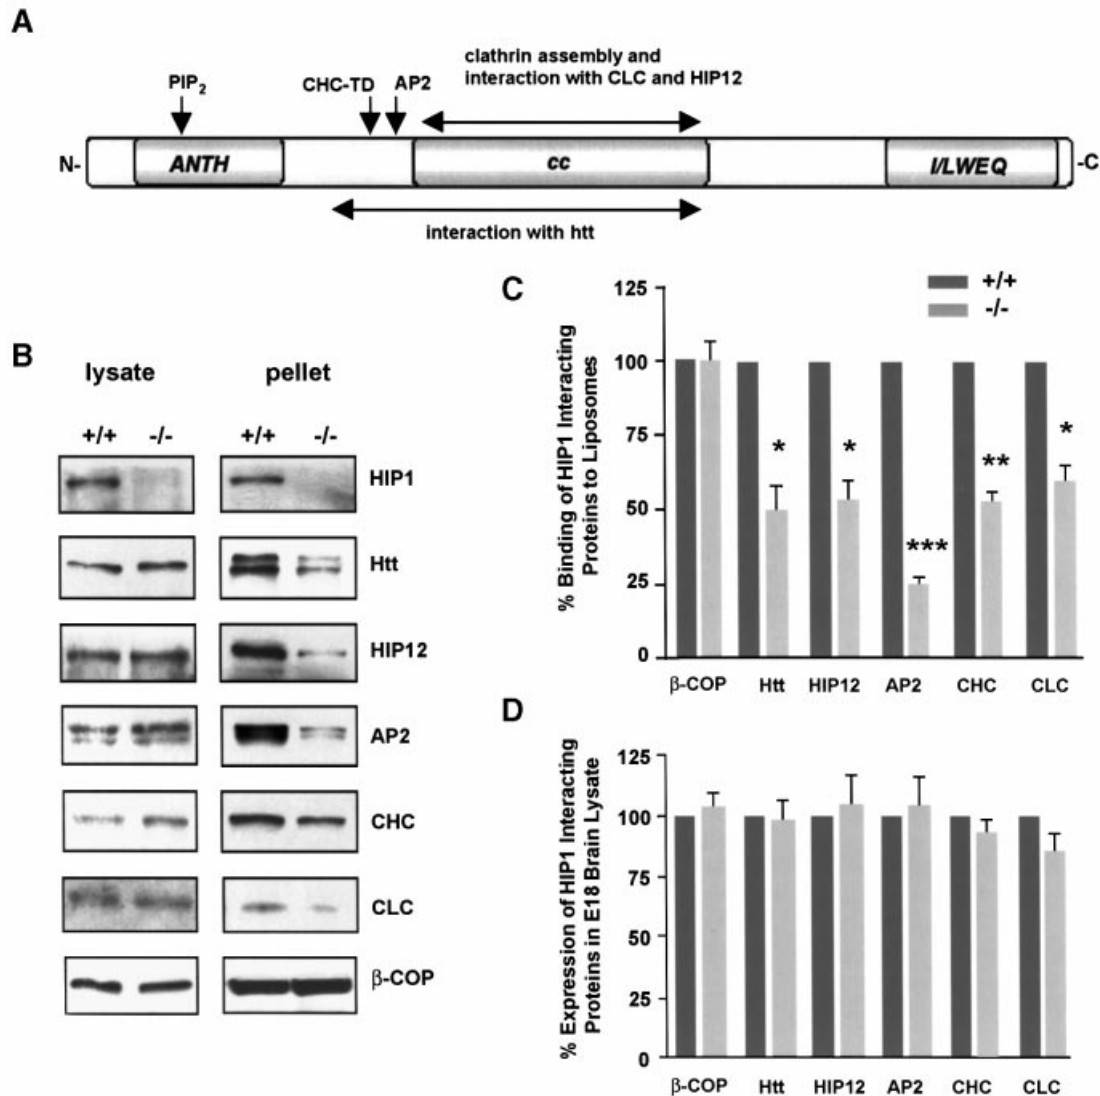 A
clathrin assembly and
interaction with CLC and HIP12
PIP2 CHC-TD AP2
N- ANTH cc I/LWEQ -C
interaction with htt
B
lysate pellet
+/+ -/- +/+ -/-
HIP1
Htt
HIP12
AP2
CHC
CLC
β-COP
C
+/+
-/-
% Binding of HIP1 Interacting
Proteins to Liposomes
125
100
75
50
25
0
* * *** ** *
β-COP Htt HIP12 AP2 CHC CLC
D
% Expression of HIP1 Interacting
Proteins in E18 Brain Lysate
125
100
75
50
25
0
β-COP Htt HIP12 AP2 CHC CLC